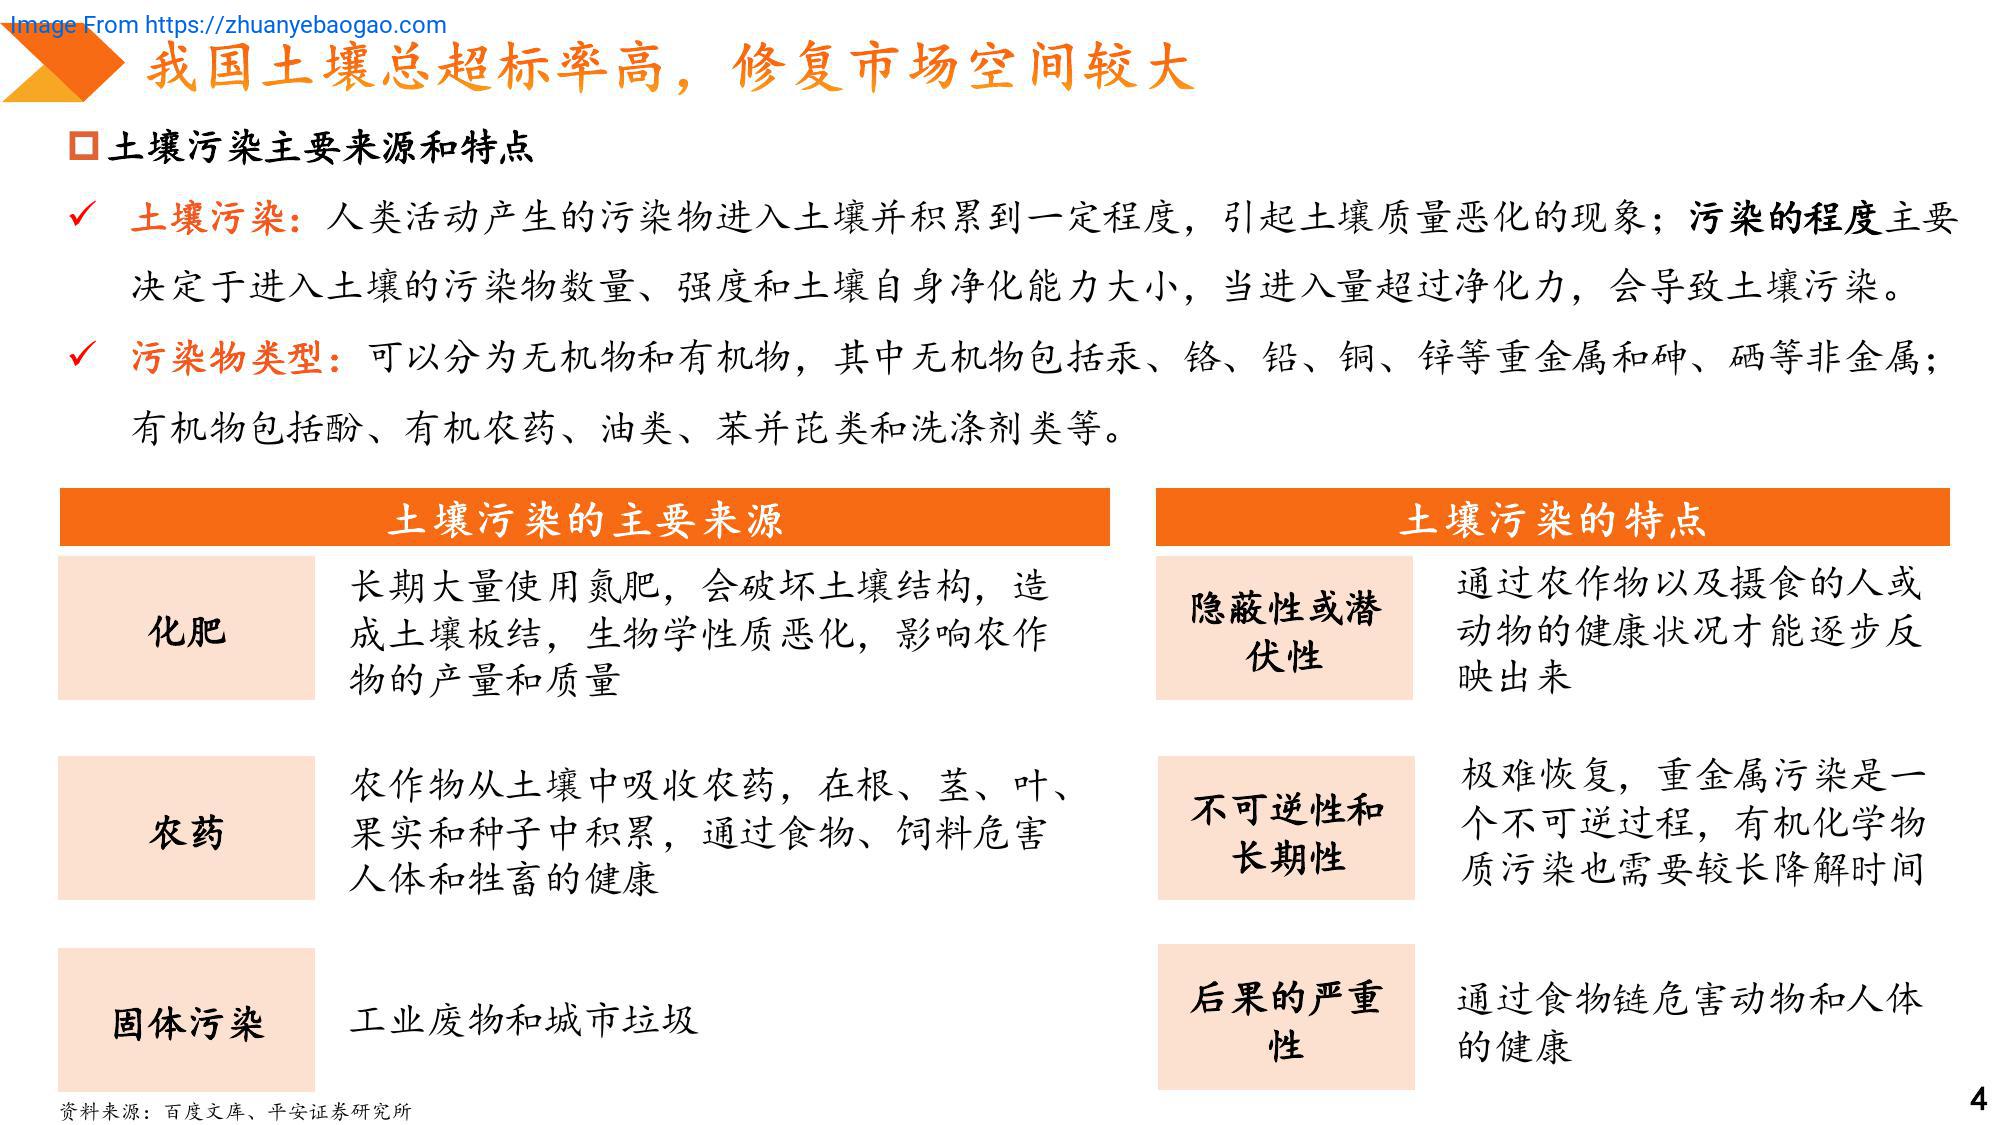 Image From https://zhuanyebaogao.com
我国土壤总超标率高，修复市场空间较大
土壤污染主要来源和特点
土壤污染：人类活动产生的污染物进入土壤并积累到一定程度，引起土壤质量恶化的现象；污染的程度主要
决定于进入土壤的污染物数量、强度和土壤自身净化能力大小，当进入量超过净化力，会导致土壤污染。
污染物类型：可以分为无机物和有机物，其中无机物包括汞、铬、铅、铜、锌等重金属和砷、硒等非金属；
有机物包括酚、有机农药、油类、苯并芘类和洗涤剂类等。
土壤污染的主要来源
化肥
长期大量使用氮肥，会破坏土壤结构，造
成土壤板结，生物学性质恶化，影响农作
物的产量和质量
农药
农作物从土壤中吸收农药，在根、茎、叶、
果实和种子中积累，通过食物、饲料危害
人体和牲畜的健康
固体污染
工业废物和城市垃圾
土壤污染的特点
隐蔽性或潜
伏性
通过农作物以及摄食的人或
动物的健康状况才能逐步反
映出来
不可逆性和
长期性
极难恢复，重金属污染是一
个不可逆过程，有机化学物
质污染也需要较长降解时间
后果的严重
性
通过食物链危害动物和人体
的健康
资料来源：百度文库、平安证券研究所
4